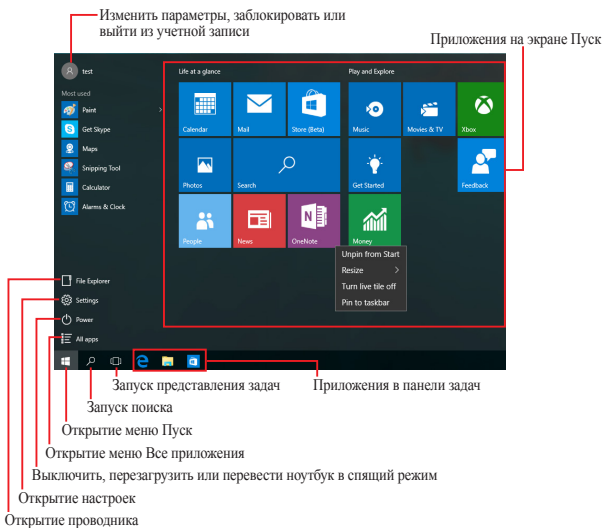 Изменить параметры, заблокировать или
выйти из учетной записи
Приложения на экране Пуск
test
Life at a glance
Play and Explore
Most used
Paint
Get Skype
Maps
Snipping Tool
Calculator
Alarms & Clock
Calendar
Mail
Store (Beta)
Music
Movies & TV
Xbox
Photos
Search
Get Started
Feedback
People
News
OneNote
Money
Unpin from Start
Resize
Turn live tile off
Pin to taskbar
File Explorer
Settings
Power
All apps
Запуск представления задач
Приложения в панели задач
Запуск поиска
Открытие меню Пуск
Открытие меню Все приложения
Выключить, перезагрузить или перевести ноутбук в спящий режим
Открытие настроек
Открытие проводника